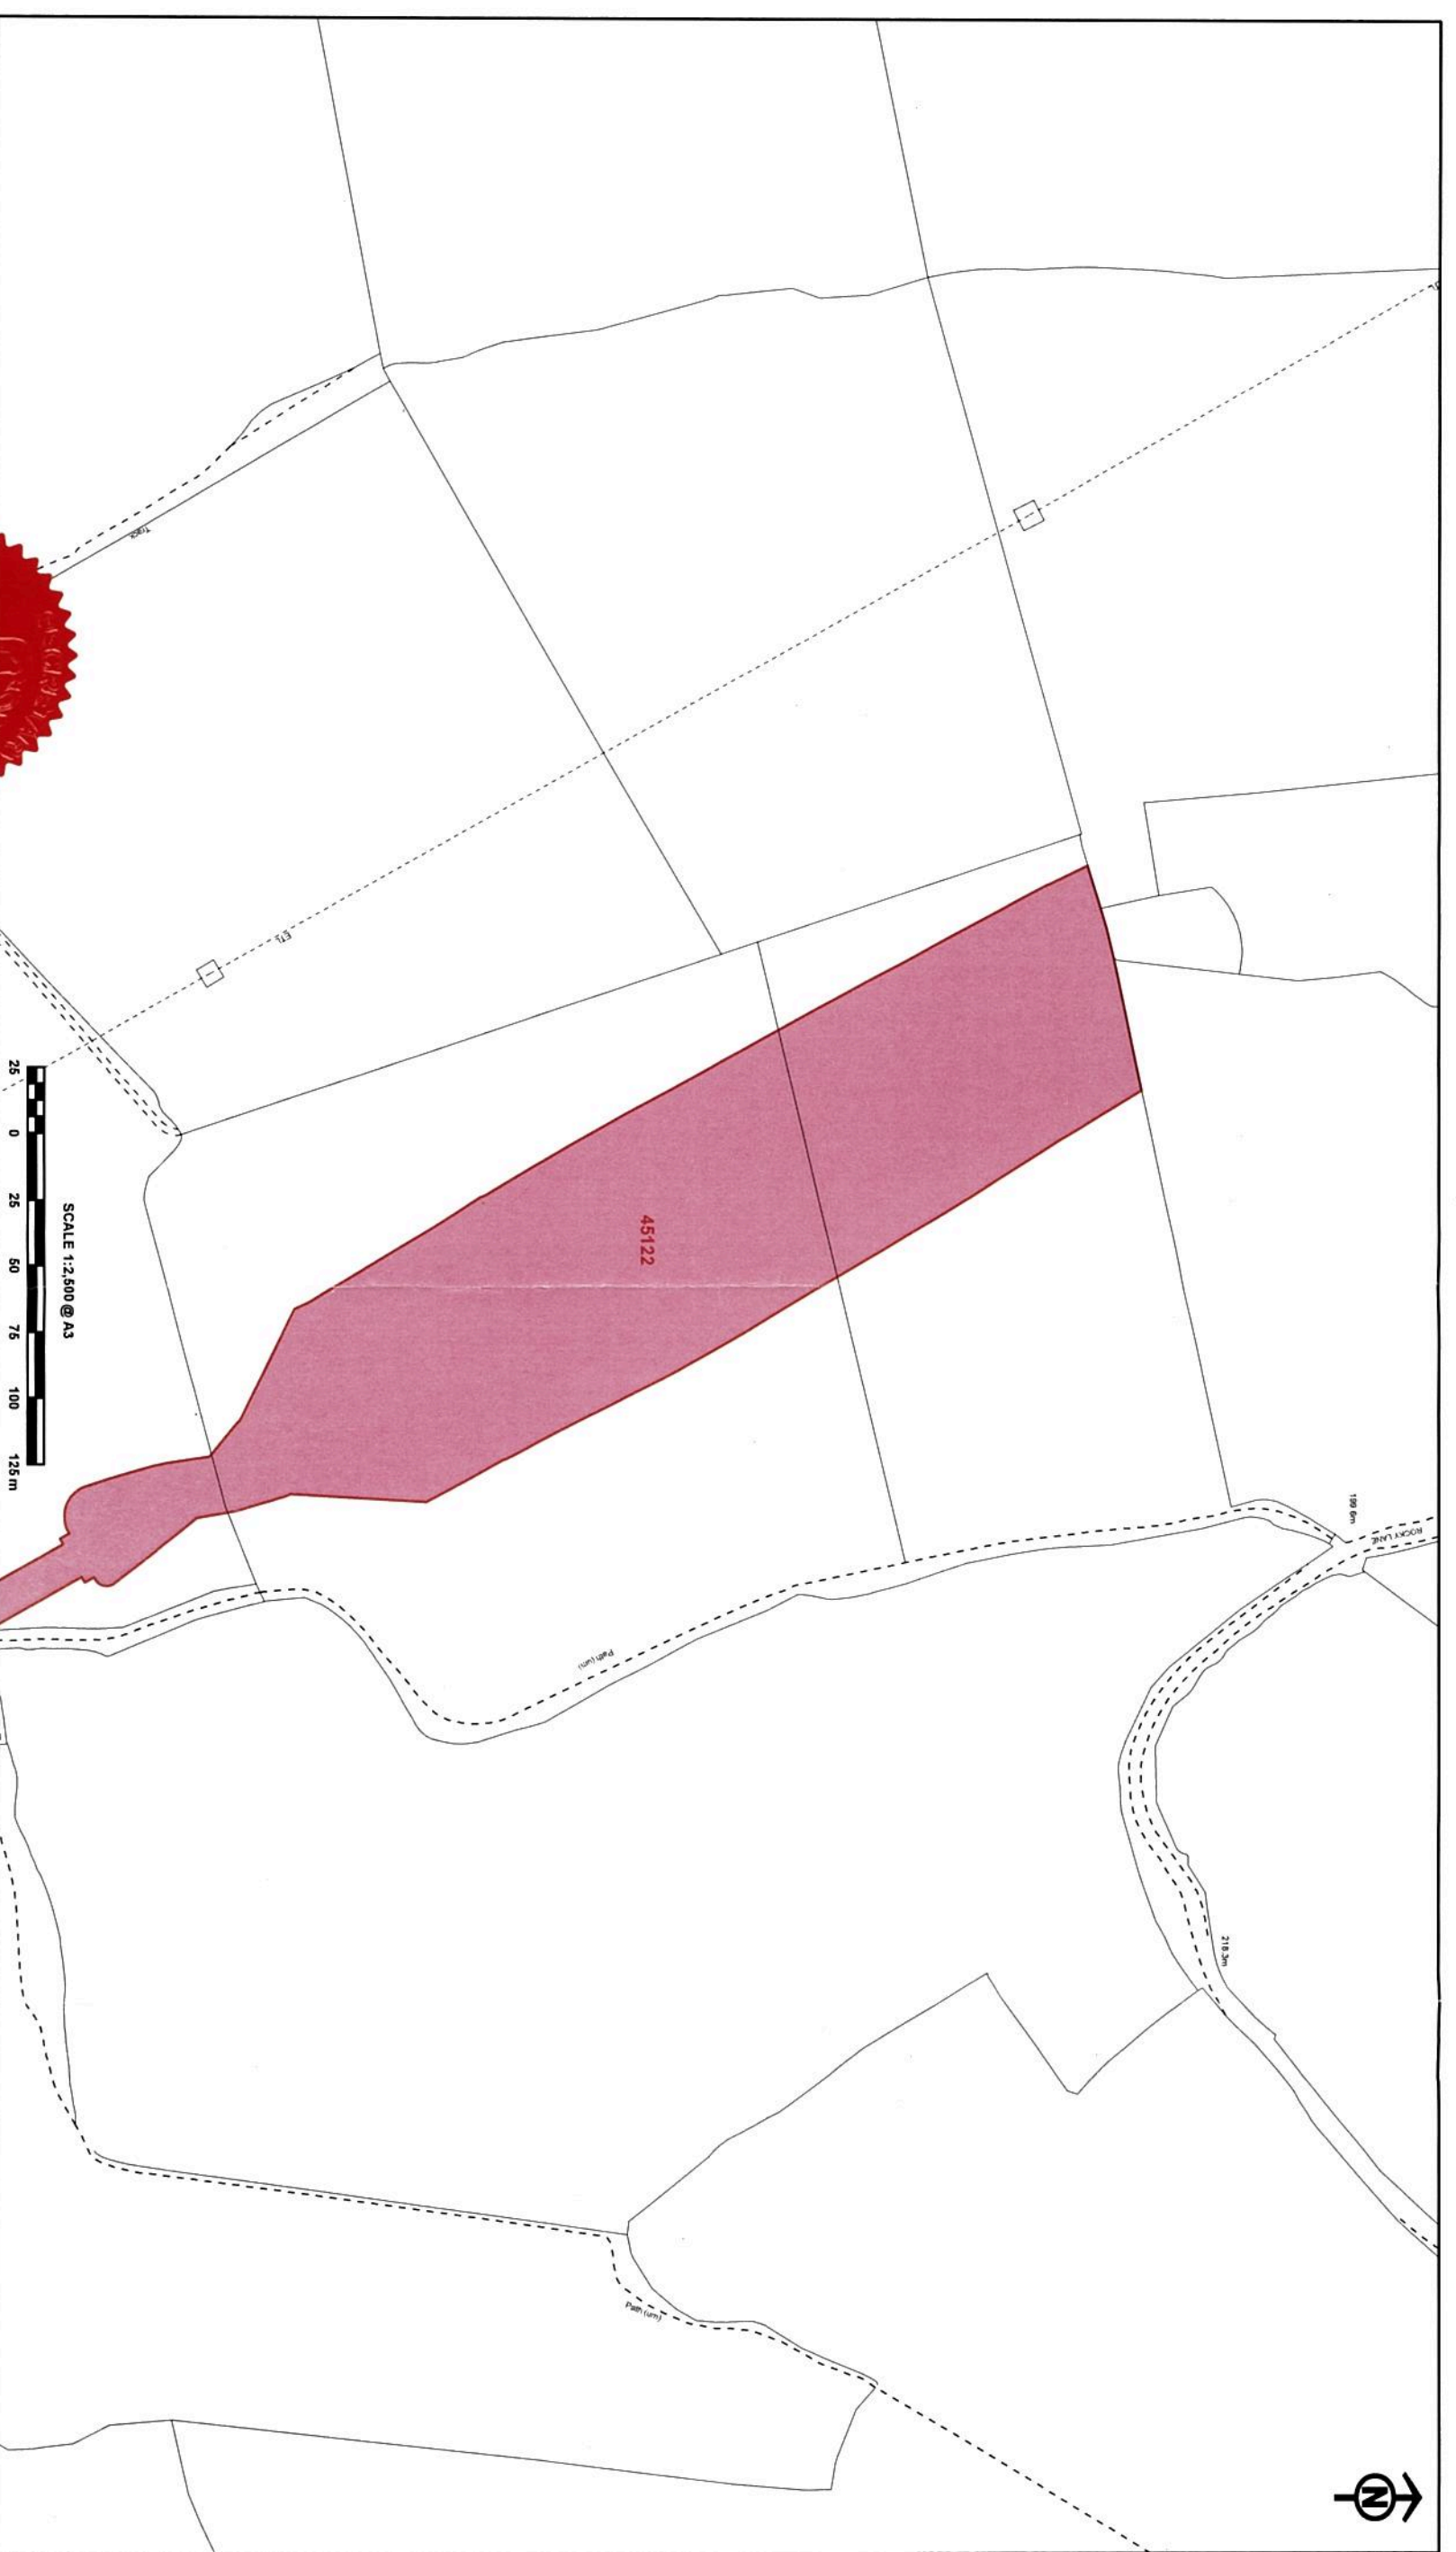 ROCKY LANE
199.6m
218.3m
ETL
Track
45122
ETL
Path (um)
Path (um)
SCALE 1:2,500 @ A3
25 0 25 50 75 100 125 m
N